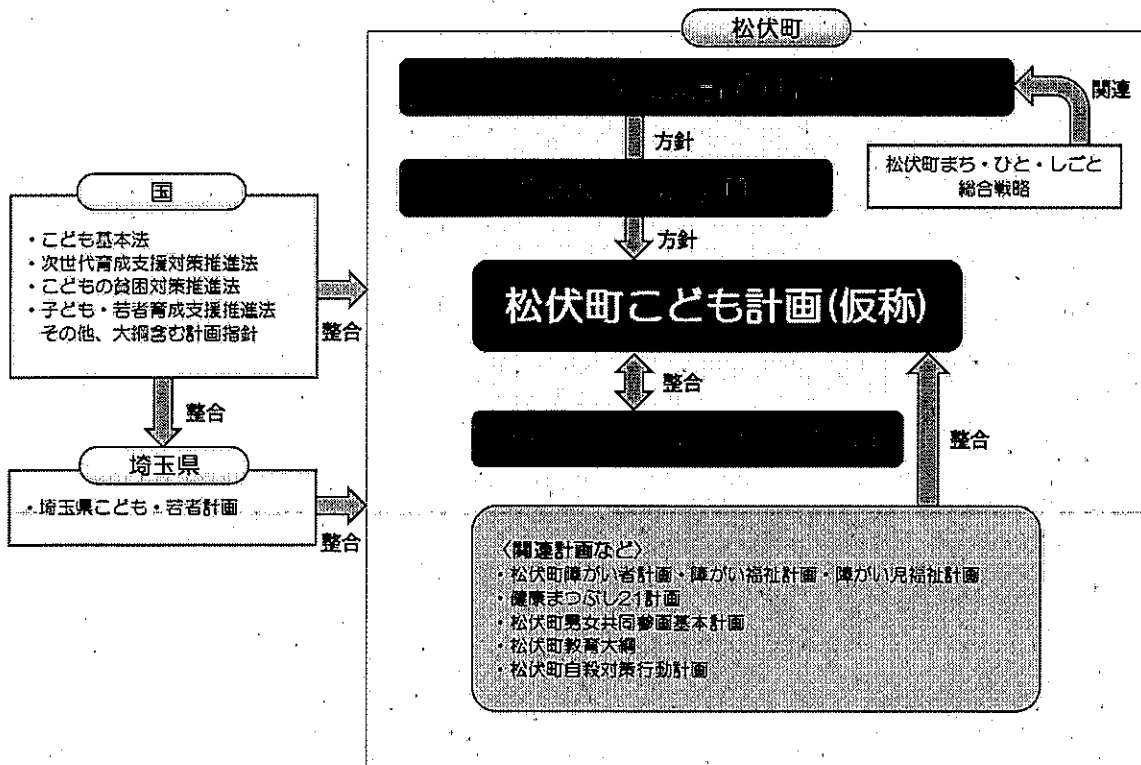 松伏町
関連
方針
松伏町まち・ひと・しごと
総合戦略
方針
国
・こども基本法
・次世代育成支援対策推進法
・こどもの貧困対策推進法
・子ども・若者育成支援推進法
その他、大綱含む計画指針
整合
松伏町こども計画(仮称)
整合
整合
整合
埼玉県
・埼玉県こども・若者計画
整合
〈関連計画など〉
・松伏町障がい者計画・障がい福祉計画・障がい児福祉計画
・健康まつぶし21計画
・松伏町男女共同参画基本計画
・松伏町教育大綱
・松伏町自殺対策行動計画